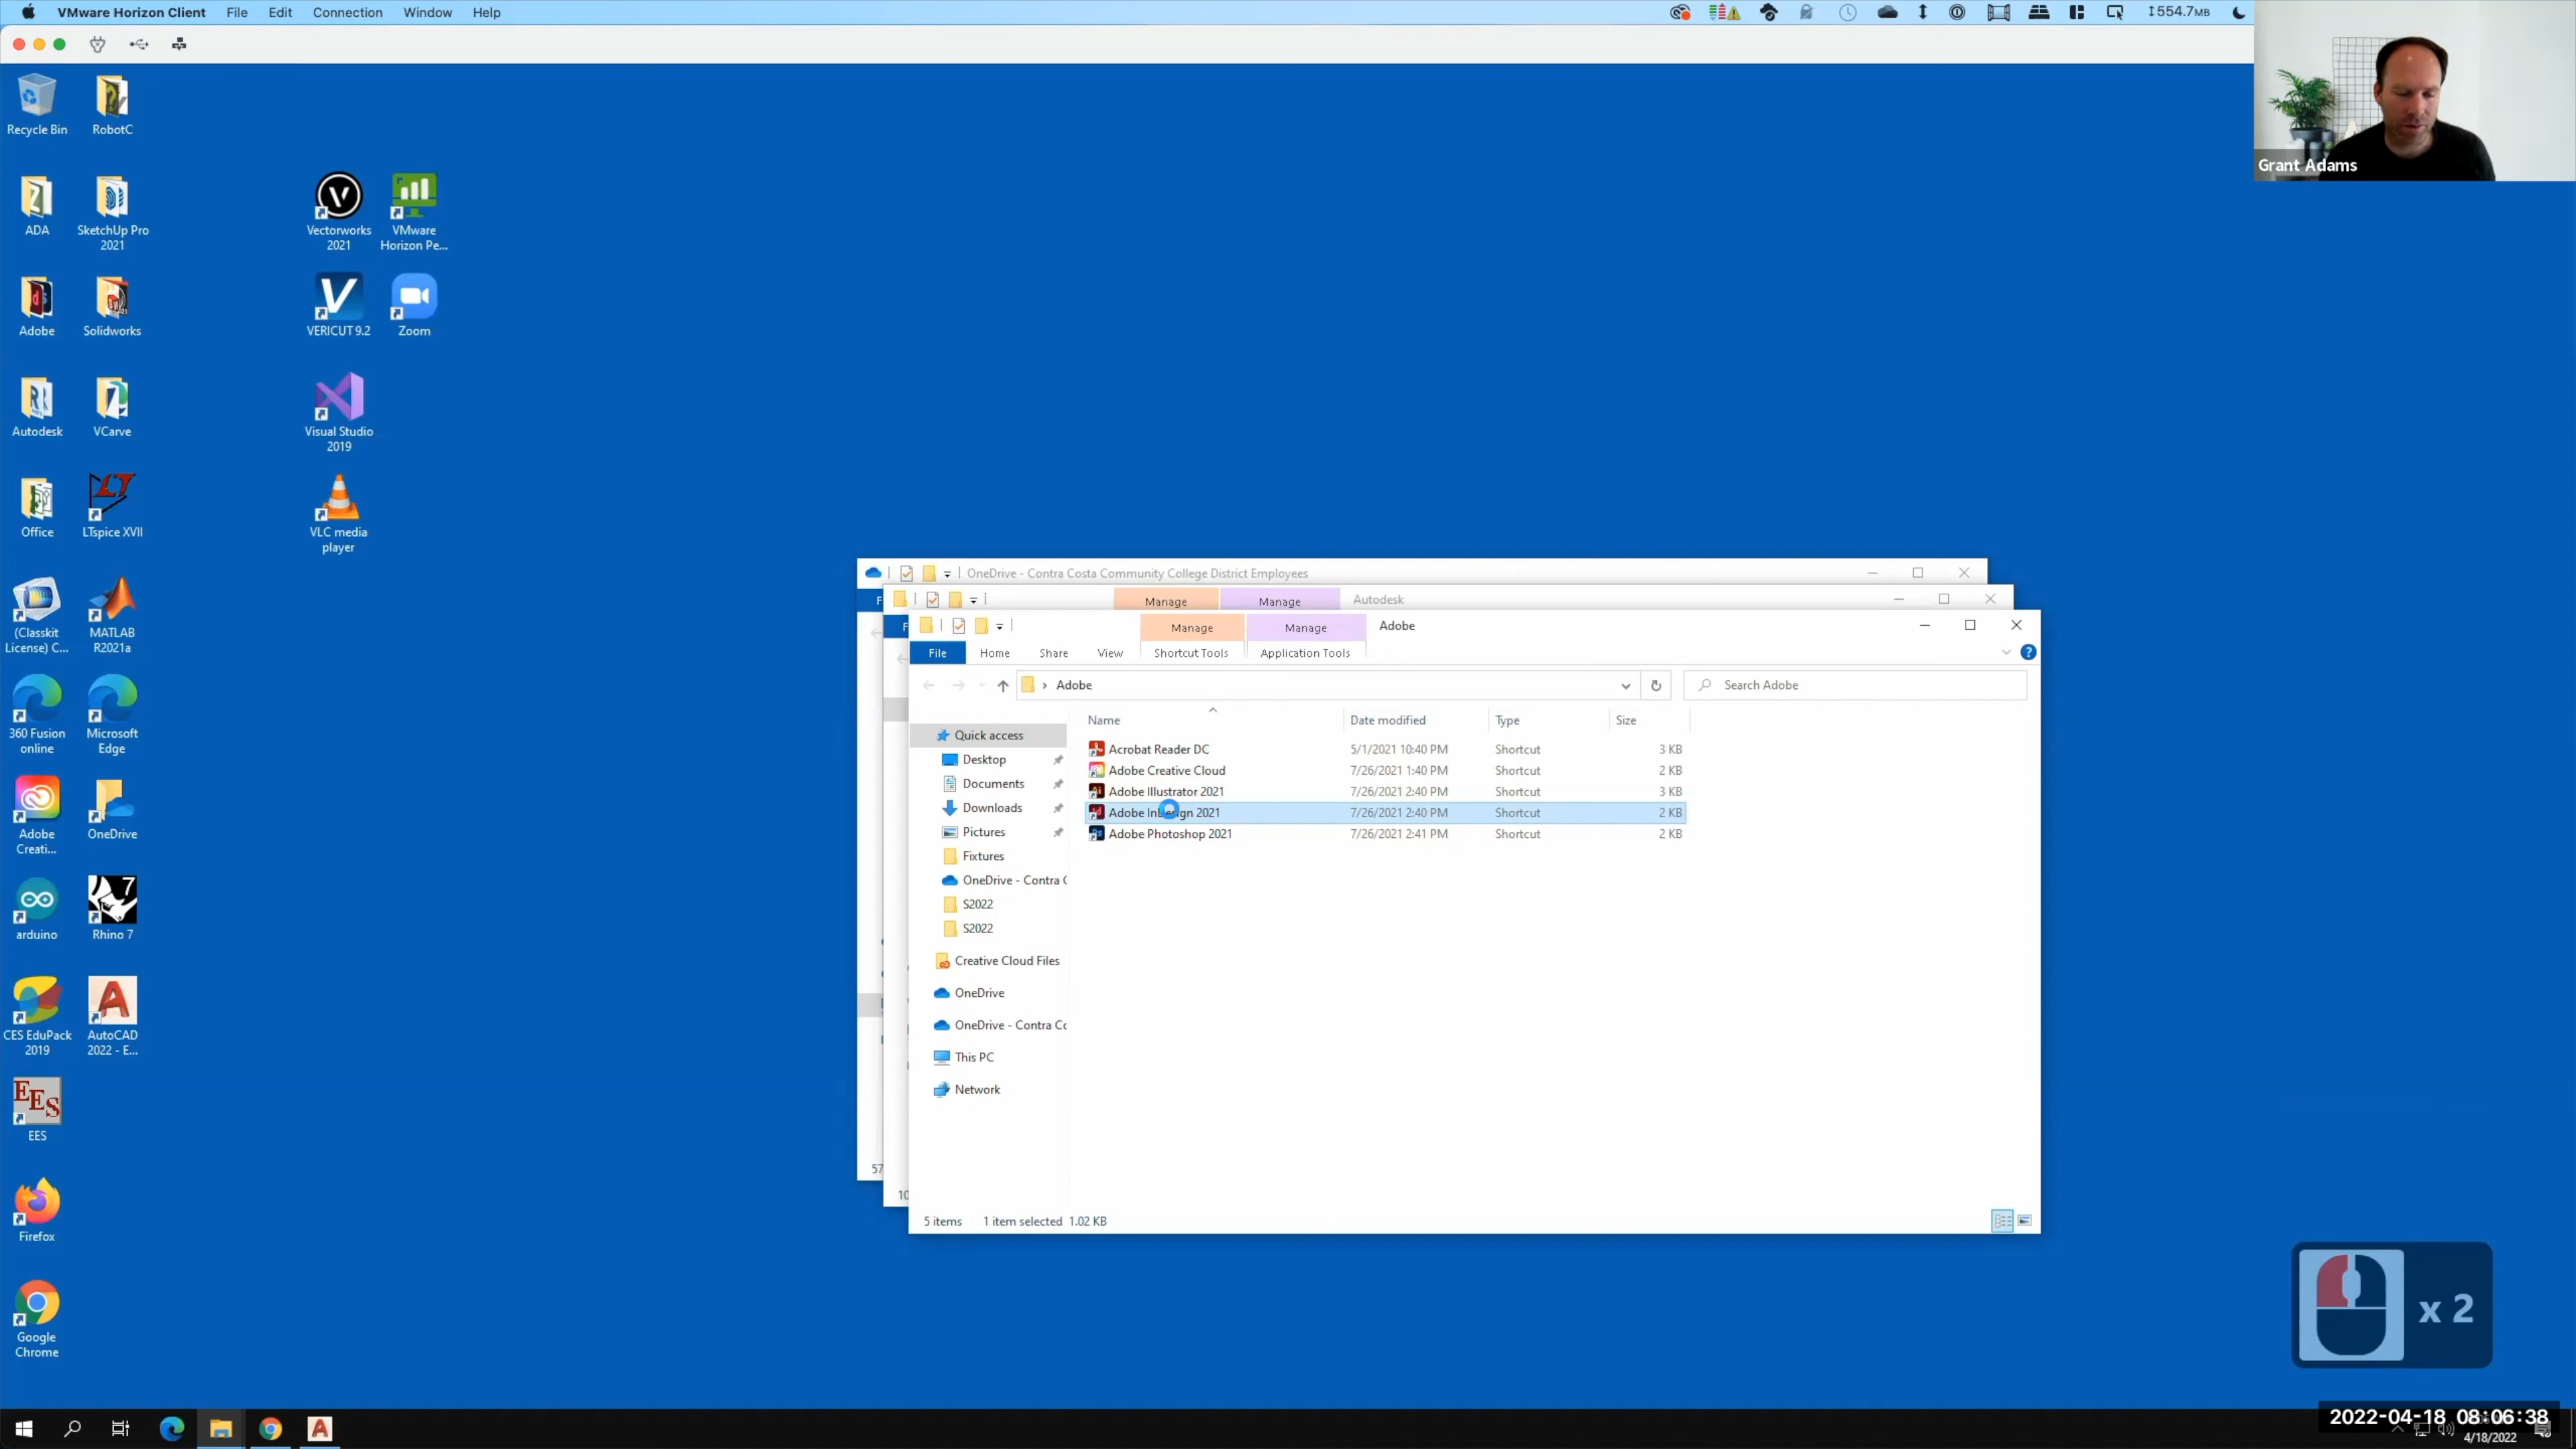 VMware Horizon Client File Edit Connection Window Help
554.7MB
Grant Adams
Recycle Bin
RobotC
ADA
SketchUp Pro
2021
Vectorworks
2021
VMware
Horizon Pe...
Adobe
Solidworks
VERICUT 9.2
Zoom
Autodesk
VCarve
Visual Studio
2019
Office
LTspice XVII
VLC media
player
(Classkit
License) C...
MATLAB
R2021a
360 Fusion
online
Microsoft
Edge
Adobe
Creati...
OneDrive
arduino
Rhino 7
CES EduPack
2019
AutoCAD
2022 - E...
EES
Firefox
Google
Chrome
OneDrive - Contra Costa Community College District Employees
Manage Manage Autodesk
Manage Manage Adobe
File Home Share View Shortcut Tools Application Tools
Adobe
Search Adobe
Name Date modified Type Size
Acrobat Reader DC 5/1/2021 10:40 PM Shortcut 3 KB
Adobe Creative Cloud 7/26/2021 1:40 PM Shortcut 2 KB
Adobe Illustrator 2021 7/26/2021 2:40 PM Shortcut 3 KB
Adobe InDesign 2021 7/26/2021 2:40 PM Shortcut 2 KB
Adobe Photoshop 2021 7/26/2021 2:41 PM Shortcut 2 KB
Quick access
Desktop
Documents
Downloads
Pictures
Fixtures
OneDrive - Contra C
S2022
S2022
Creative Cloud Files
OneDrive
OneDrive - Contra Co
This PC
Network
57
10
5 items 1 item selected 1.02 KB
x 2
2022-04-18 08:06:38
4/18/2022